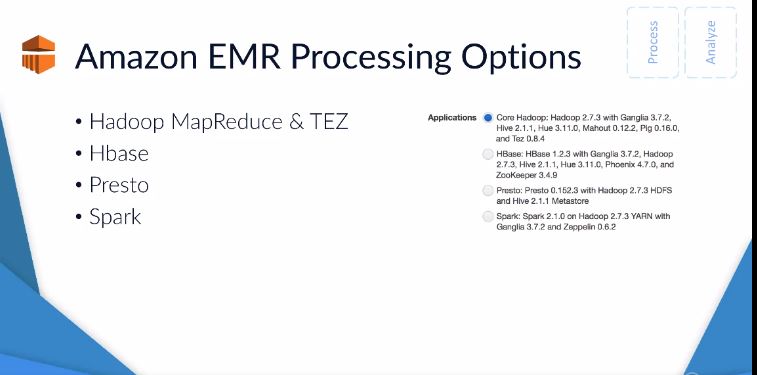 Process
Analyze
Amazon EMR Processing Options
• Hadoop MapReduce & TEZ
• Hbase
• Presto
• Spark
Applications
Core Hadoop: Hadoop 2.7.3 with Ganglia 3.7.2,
Hive 2.1.1, Hue 3.11.0, Mahout 0.12.2, Pig 0.16.0,
and Tez 0.8.4
HBase: HBase 1.2.3 with Ganglia 3.7.2, Hadoop
2.7.3, Hive 2.1.1, Hue 3.11.0, Phoenix 4.7.0, and
ZooKeeper 3.4.9
Presto: Presto 0.152.3 with Hadoop 2.7.3 HDFS
and Hive 2.1.1 Metastore
Spark: Spark 2.1.0 on Hadoop 2.7.3 YARN with
Ganglia 3.7.2 and Zeppelin 0.6.2